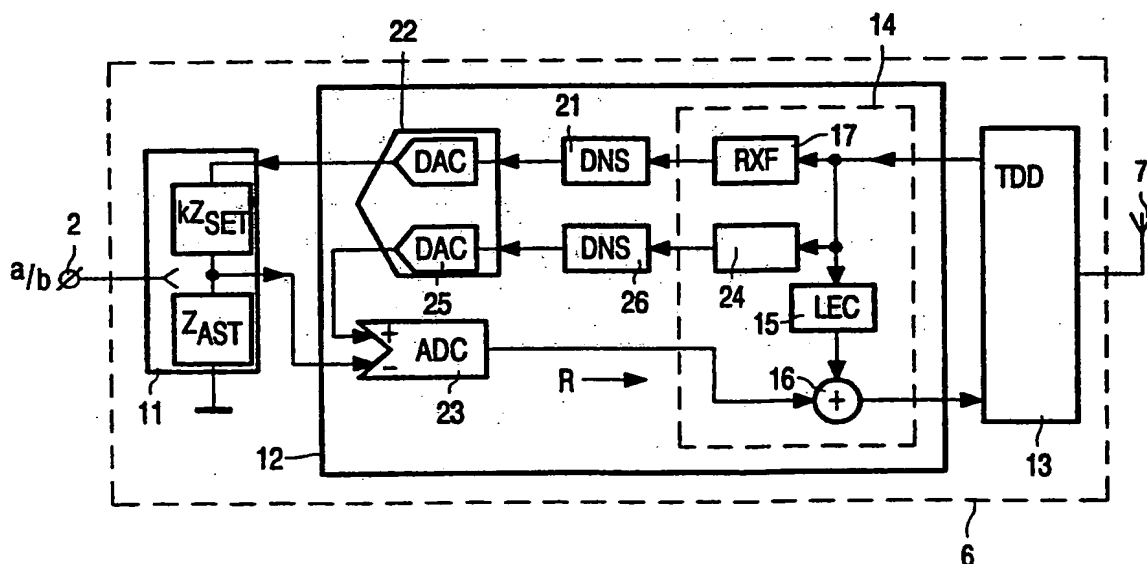 22
14
21
17
7
DAC
DNS
RXF
TDD
kZSET
2
a/b
DAC
DNS
25
26
24
ZAST
15
LEC
+
ADC
-
R
16
+
11
23
12
13
6